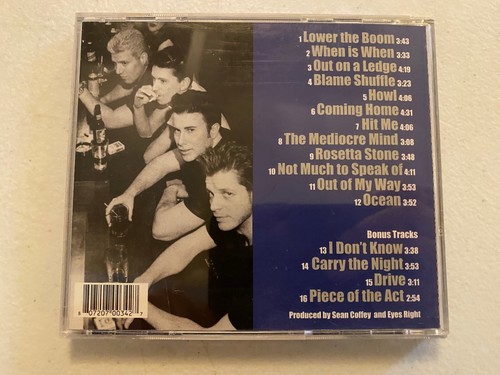 1 Lower the Boom 3:43
2 When is When 3:33
3 Out on a Ledge 4:19
4 Blame Shuffle 3:23
5 Howl 4:06
6 Coming Home 4:31
7 Hit Me 4:06
8 The Mediocre Mind 3:08
9 Rosetta Stone 3:48
10 Not Much to Speak of 4:11
11 Out of My Way 3:53
12 Ocean 3:52
Bonus Tracks
13 I Don't Know 3:38
14 Carry the Night 3:53
15 Drive 3:11
16 Piece of the Act 2:54
Produced by Sean Coffey and Eyes Right
8 07207 00342 7